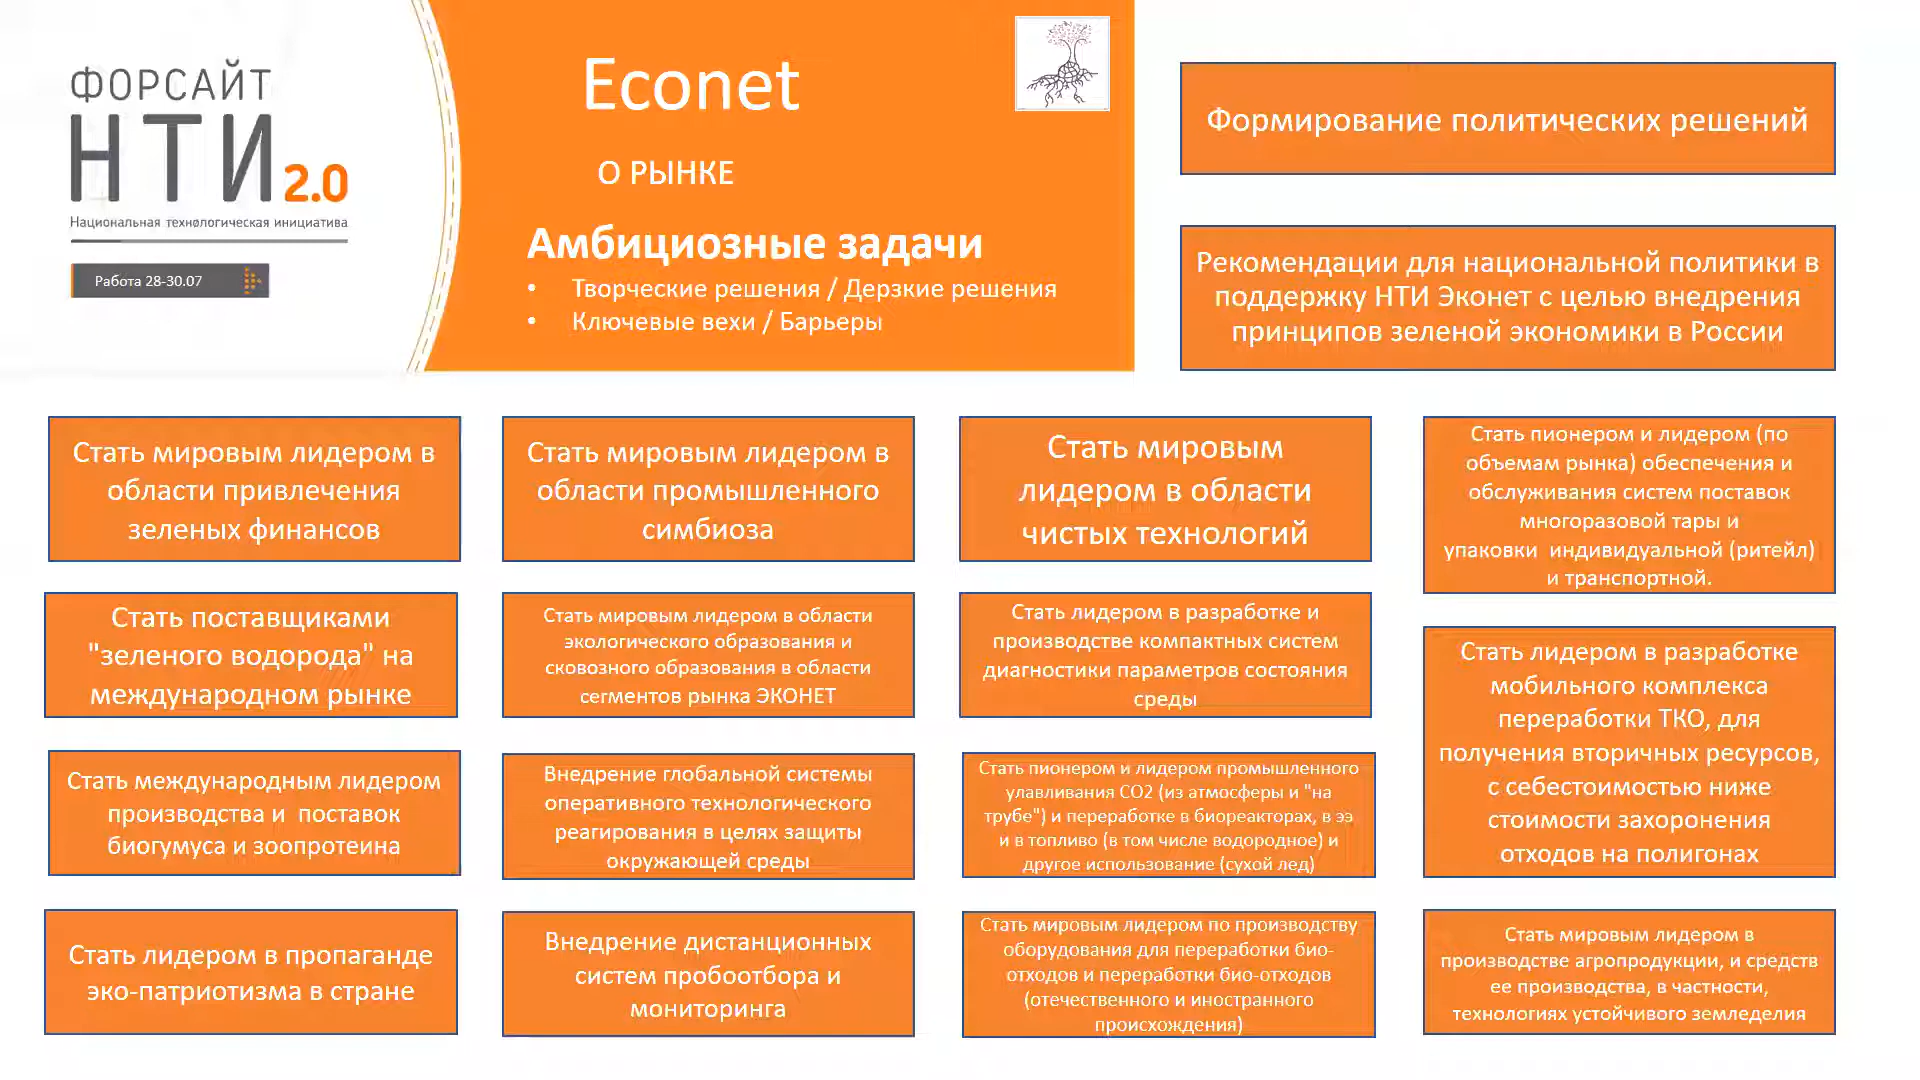 ФОРСАЙТ
НТИ 2.0
Национальная технологическая инициатива
Работа 28-30.07
Econet
О РЫНКЕ
Амбициозные задачи
• Творческие решения / Дерзкие решения
• Ключевые вехи / Барьеры
Формирование политических решений
Рекомендации для национальной политики в
поддержку НТИ Эконет с целью внедрения
принципов зеленой экономики в России
Стать мировым лидером в
области привлечения
зеленых финансов
Стать мировым лидером в
области промышленного
симбиоза
Стать мировым
лидером в области
чистых технологий
Стать пионером и лидером (по
объемам рынка) обеспечения и
обслуживания систем поставок
многоразовой тары и
упаковки индивидуальной (ритейл)
и транспортной.
Стать поставщиками
"зеленого водорода" на
международном рынке
Стать мировым лидером в области
экологического образования и
сквозного образования в области
сегментов рынка ЭКОНЕТ
Стать лидером в разработке и
производстве компактных систем
диагностики параметров состояния
среды
Стать лидером в разработке
мобильного комплекса
переработки ТКО, для
получения вторичных ресурсов,
с себестоимостью ниже
стоимости захоронения
отходов на полигонах
Стать международным лидером
производства и поставок
биогумуса и зоопротеина
Внедрение глобальной системы
оперативного технологического
реагирования в целях защиты
окружающей среды
Стать пионером и лидером промышленного
улавливания СО2 (из атмосферы и "на
трубе") и переработке в биореакторах, в ээ
и в топливо (в том числе водородное) и
другое использование (сухой лед)
Стать лидером в пропаганде
эко-патриотизма в стране
Внедрение дистанционных
систем пробоотбора и
мониторинга
Стать мировым лидером по производству
оборудования для переработки био-
отходов и переработки био-отходов
(отечественного и иностранного
происхождения)
Стать мировым лидером в
производстве агропродукции, и средств
ее производства, в частности,
технологиях устойчивого земледелия